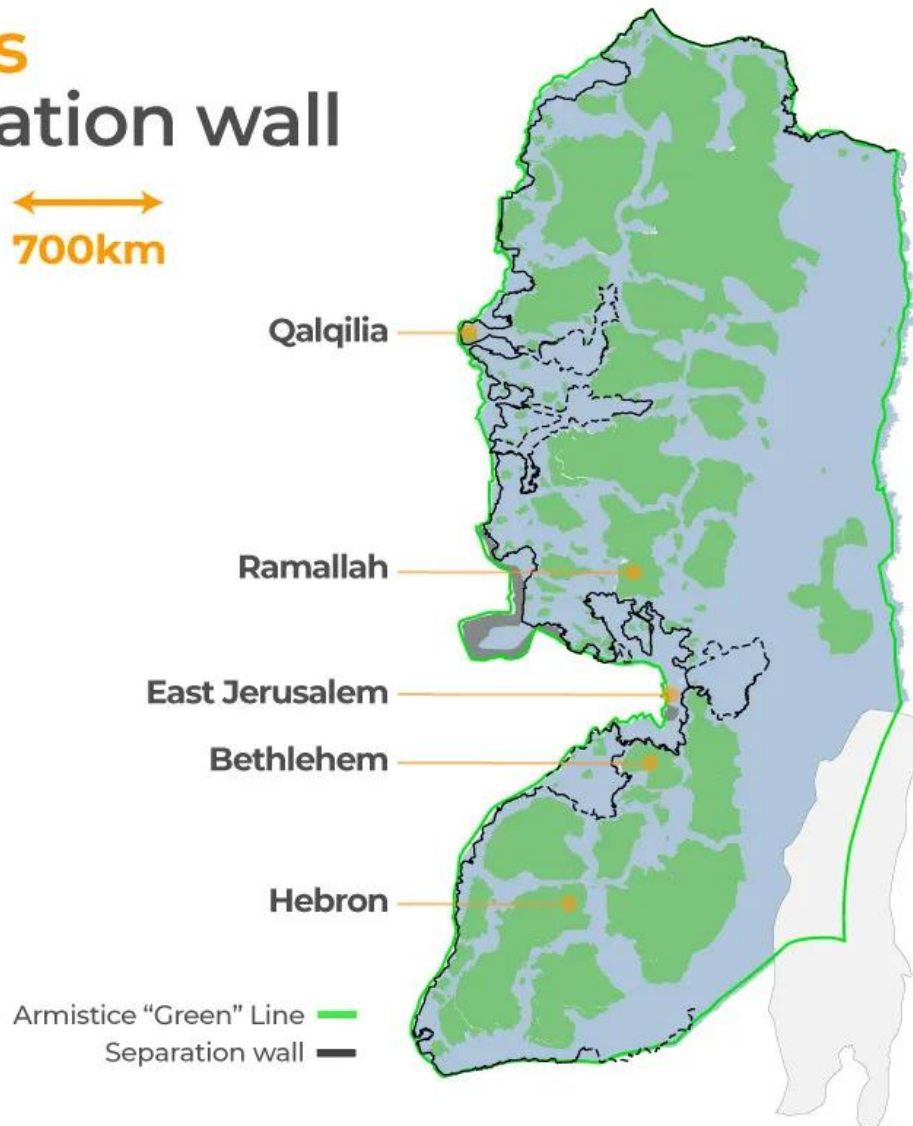 s
ation wall
700km
Qalqilia
Ramallah
East Jerusalem
Bethlehem
Hebron
Armistice “Green” Line
Separation wall